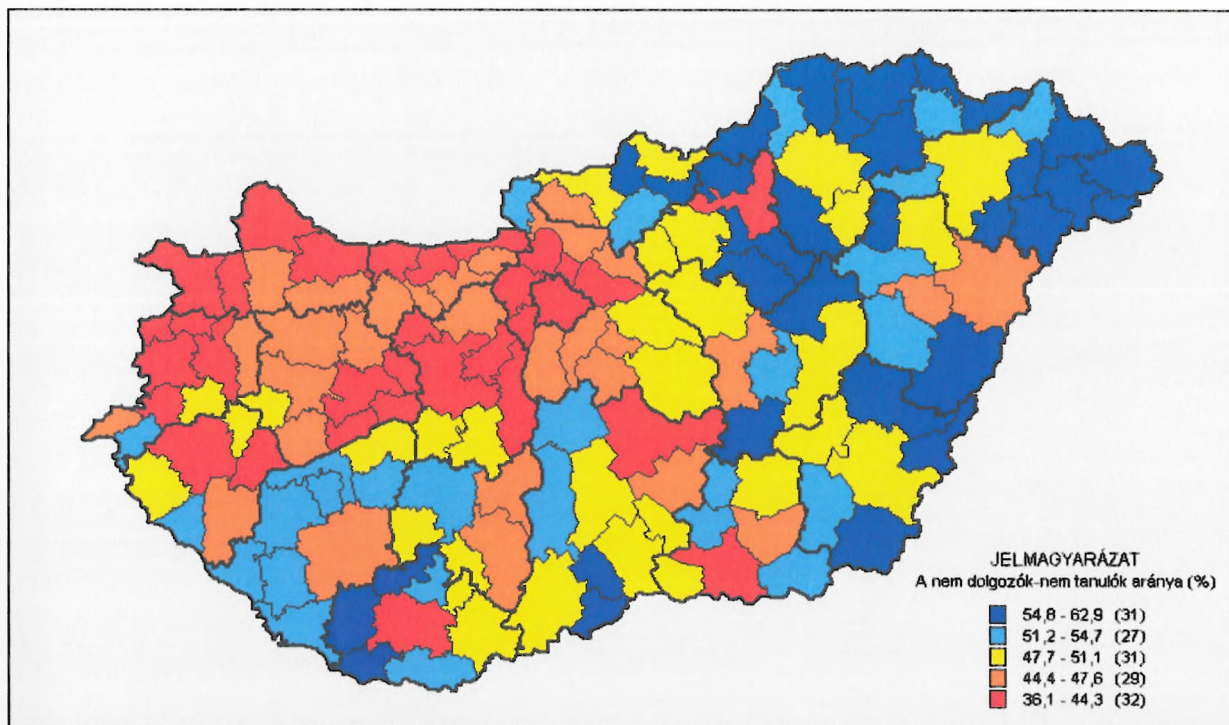 JELMAGYARÁZAT
A nem dolgozók-nem tanulók aránya (%)
54,8 - 62,9 (31)
51,2 - 54,7 (27)
47,7 - 51,1 (31)
44,4 - 47,6 (29)
36,1 - 44,3 (32)